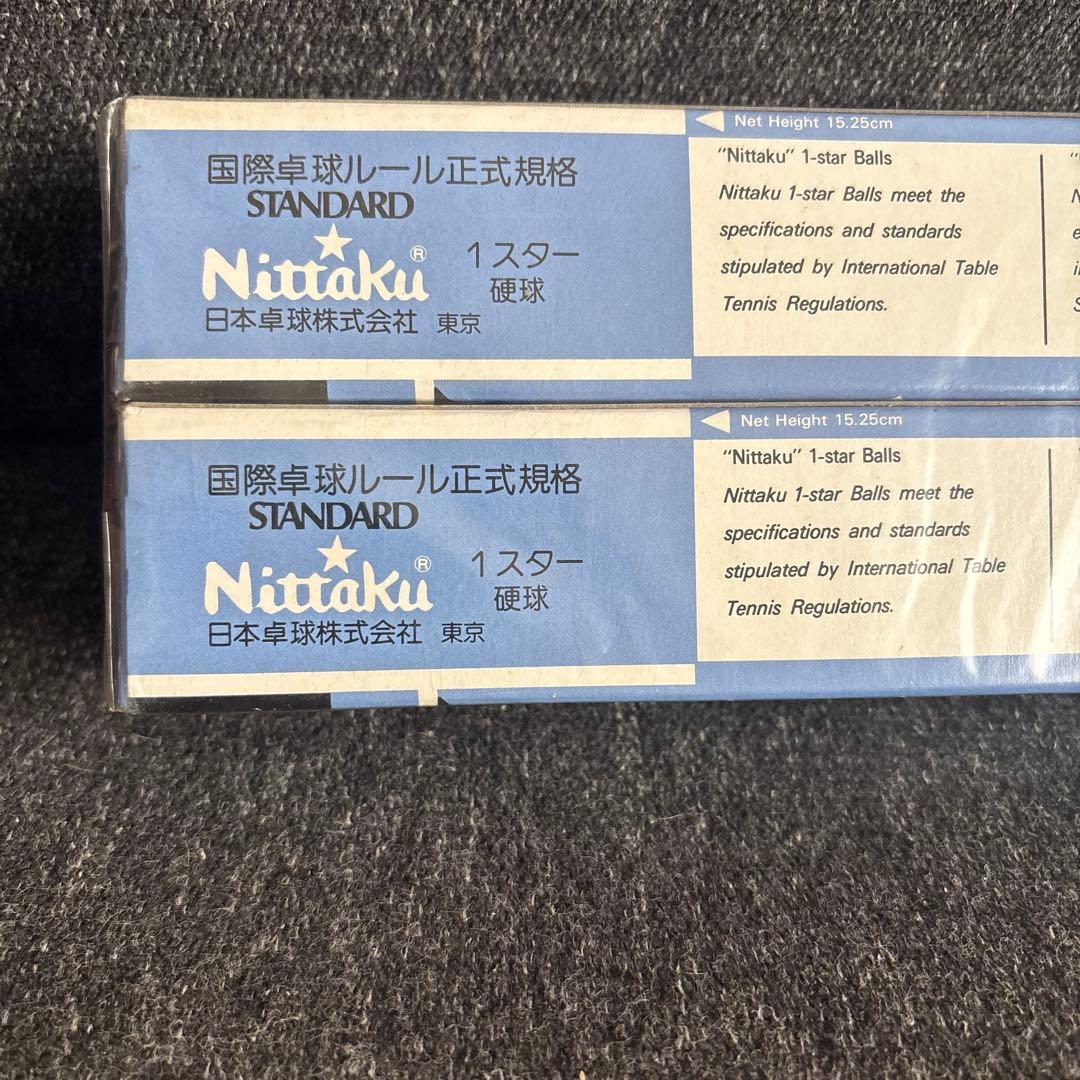 国際卓球ルール正式規格
STANDARD
Nittaku® 1スター
硬球
日本卓球株式会社 東京
Net Height 15.25cm
"Nittaku" 1-star Balls
Nittaku 1-star Balls meet the
specifications and standards
stipulated by International Table
Tennis Regulations.
国際卓球ルール正式規格
STANDARD
Nittaku® 1スター
硬球
日本卓球株式会社 東京
Net Height 15.25cm
"Nittaku" 1-star Balls
Nittaku 1-star Balls meet the
specifications and standards
stipulated by International Table
Tennis Regulations.